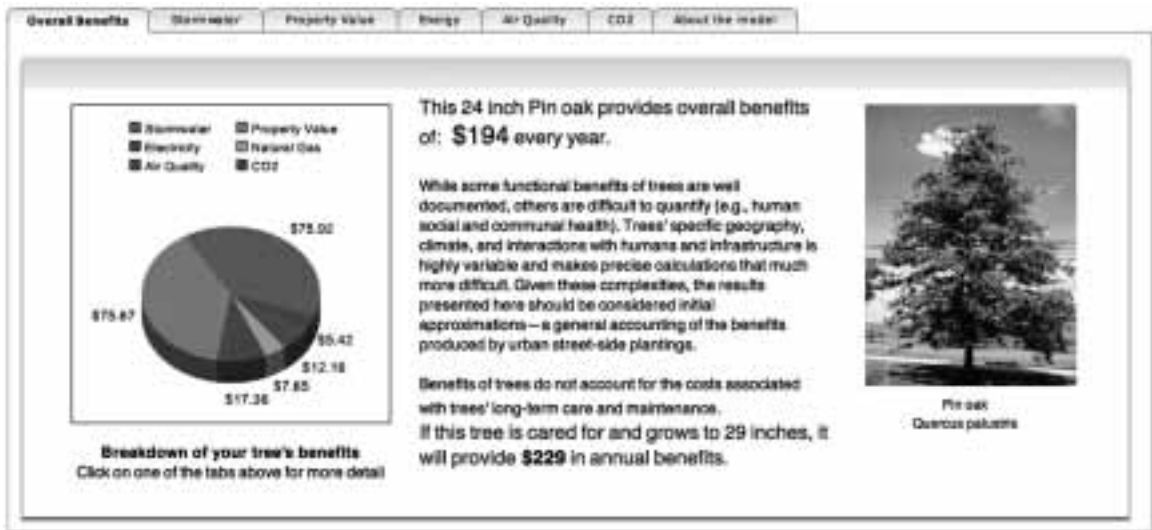 Overall Benefits Stormwater Property Value Energy Air Quality CO2 About the model
Stormwater Property Value
Electricity Natural Gas
Air Quality CO2
$75.92
$75.67
$5.42
$12.18
$7.65
$17.36
Breakdown of your tree's benefits
Click on one of the tabs above for more detail
This 24 inch Pin oak provides overall benefits
of: $194 every year.
While some functional benefits of trees are well
documented, others are difficult to quantify (e.g., human
social and communal health). Trees' specific geography,
climate, and interactions with humans and infrastructure is
highly variable and makes precise calculations that much
more difficult. Given these complexities, the results
presented here should be considered initial
approximations—a general accounting of the benefits
produced by urban street-side plantings.
Benefits of trees do not account for the costs associated
with trees' long-term care and maintenance.
If this tree is cared for and grows to 29 inches, it
will provide $229 in annual benefits.
Pin oak
Quercus palustris